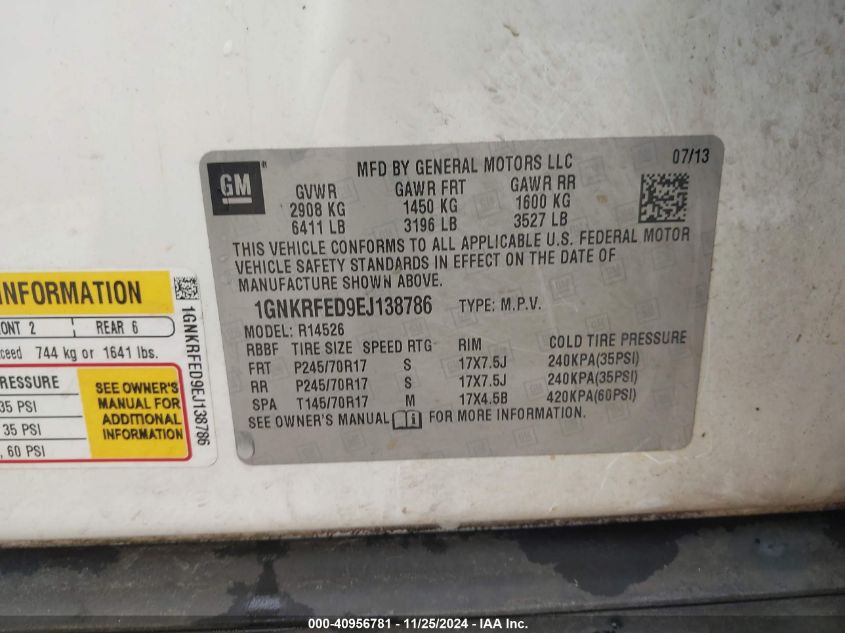 GM
MFD BY GENERAL MOTORS LLC
07/13
GVWR GAWR FRT GAWR RR
2908 KG 1450 KG 1600 KG
6411 LB 3196 LB 3527 LB
THIS VEHICLE CONFORMS TO ALL APPLICABLE U.S. FEDERAL MOTOR
VEHICLE SAFETY STANDARDS IN EFFECT ON THE DATE OF
MANUFACTURE SHOWN ABOVE.
1GNKRFED9EJ138786 TYPE: M.P.V.
MODEL: R14526
RBBF TIRE SIZE SPEED RTG RIM COLD TIRE PRESSURE
FRT P245/70R17 S 17X7.5J 240KPA(35PSI)
RR P245/70R17 S 17X7.5J 240KPA(35PSI)
SPA T145/70R17 M 17X4.5B 420KPA(60PSI)
SEE OWNER'S MANUAL FOR MORE INFORMATION.
INFORMATION
ONT 2 REAR 6
ceed 744 kg or 1641 lbs.
RESSURE
35 PSI
35 PSI
, 60 PSI
SEE OWNER'S
MANUAL FOR
ADDITIONAL
INFORMATION
1GNKRFED9EJ138786
000-40956781 - 11/25/2024 - IAA Inc.